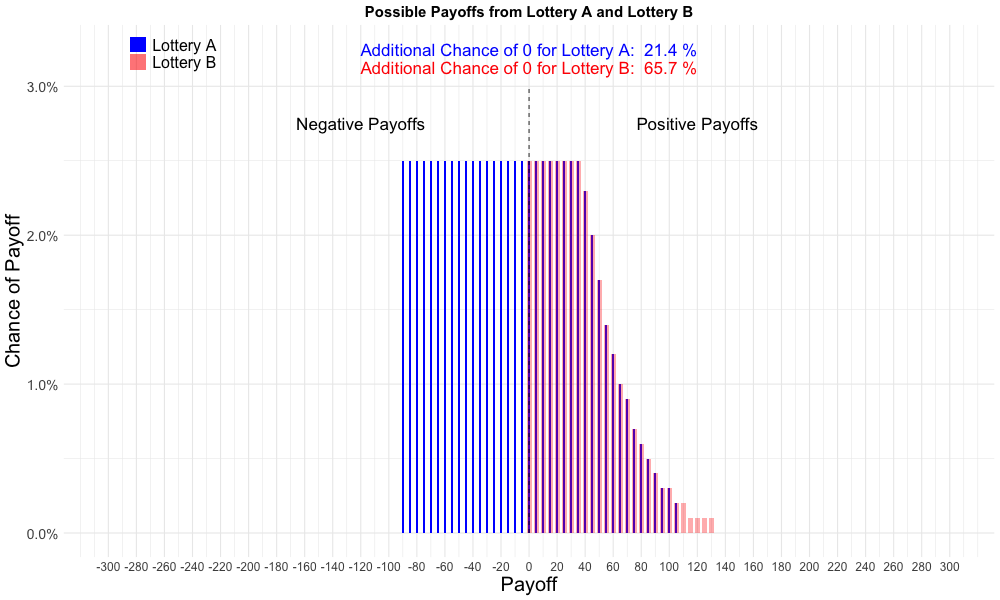 Possible Payoffs from Lottery A and Lottery B
Lottery A
Lottery B
Additional Chance of 0 for Lottery A: 21.4 %
Additional Chance of 0 for Lottery B: 65.7 %
Negative Payoffs
Positive Payoffs
Chance of Payoff
3.0%
2.0%
1.0%
0.0%
-300 -280 -260 -240 -220 -200 -180 -160 -140 -120 -100 -80 -60 -40 -20 0 20 40 60 80 100 120 140 160 180 200 220 240 260 280 300
Payoff